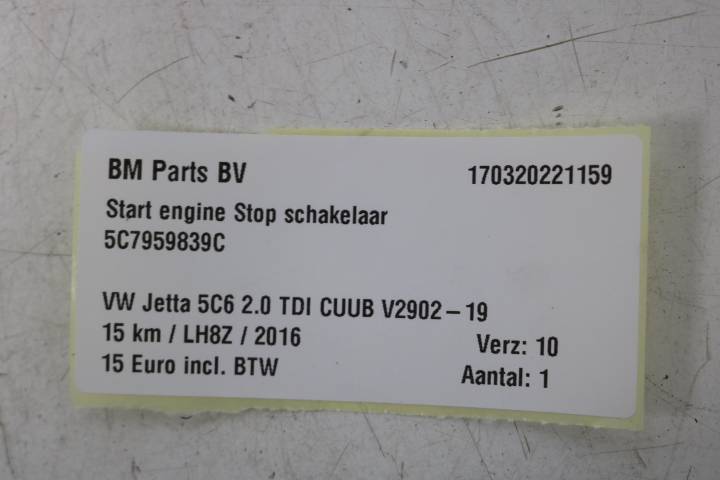 BM Parts BV 170320221159
Start engine Stop schakelaar
5C7959839C
VW Jetta 5C6 2.0 TDI CUUB V2902-19
15 km / LH8Z / 2016 Verz: 10
15 Euro incl. BTW Aantal: 1